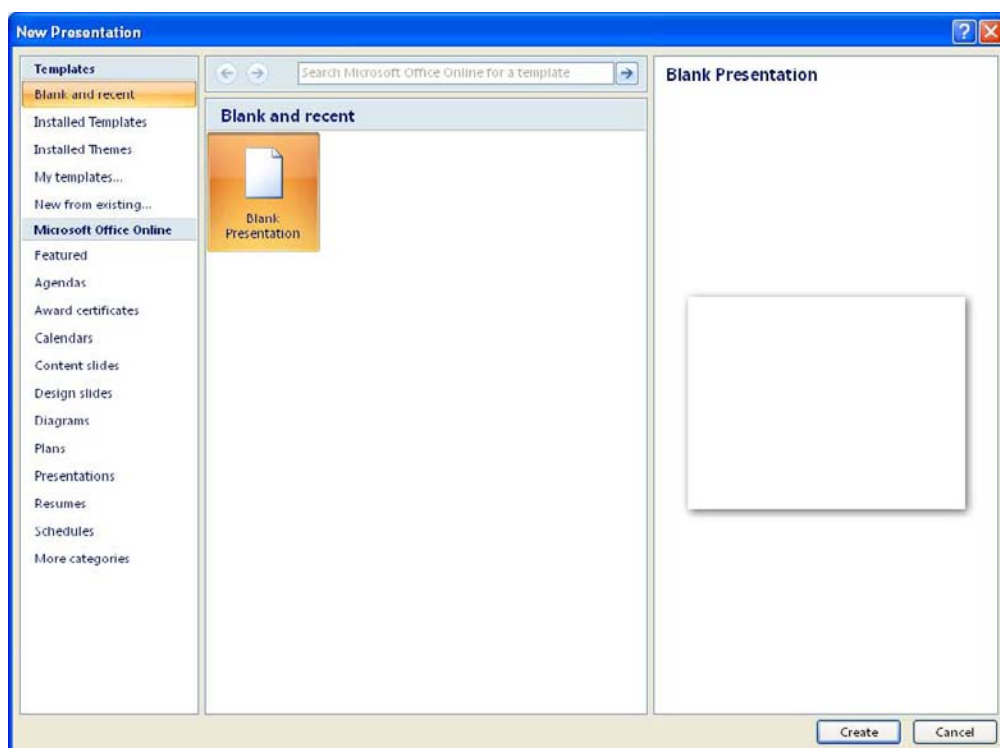 New Presentation
Templates
Blank and recent
Installed Templates
Installed Themes
My templates...
New from existing...
Microsoft Office Online
Featured
Agendas
Award certificates
Calendars
Content slides
Design slides
Diagrams
Plans
Presentations
Resumes
Schedules
More categories
Search Microsoft Office Online for a template
Blank and recent
Blank
Presentation
Blank Presentation
Create
Cancel